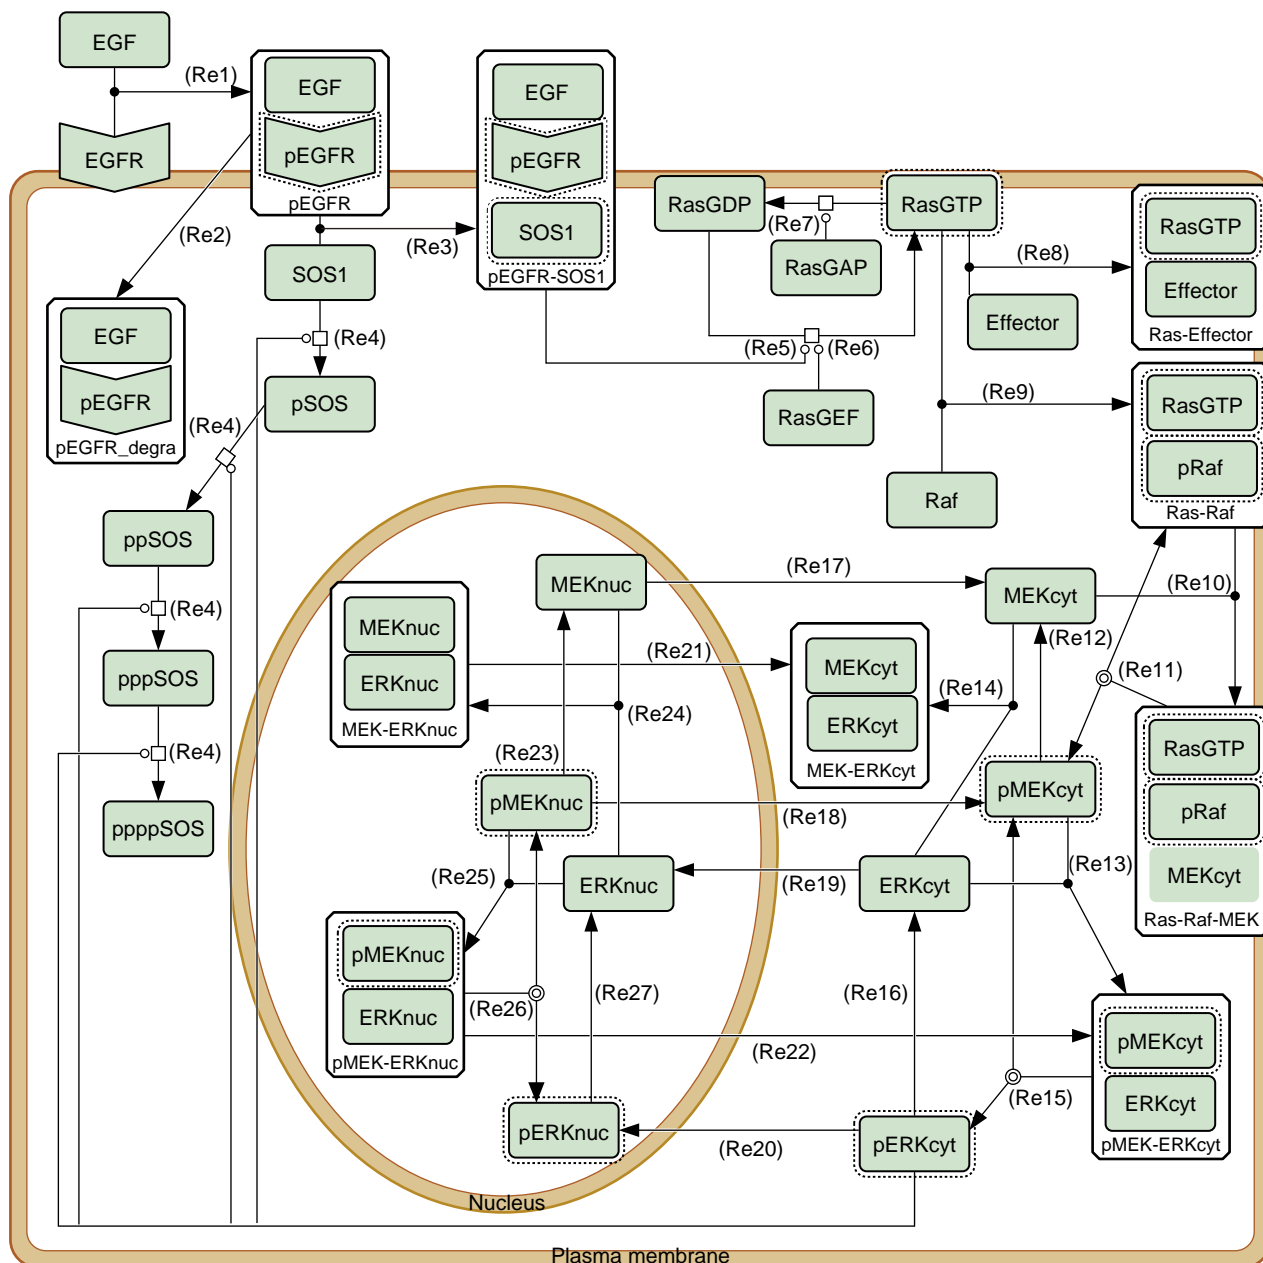 EGF
(Re1)
EGFR
EGF
pEGFR
pEGFR
EGF
pEGFR
SOS1
pEGFR-SOS1
(Re2)
(Re3)
SOS1
RasGDP
(Re7)
RasGTP
RasGAP
(Re8)
Effector
RasGTP
Effector
Ras-Effector
EGF
pEGFR
pEGFR_degra
(Re4)
pSOS
(Re5)
(Re6)
RasGEF
(Re9)
RasGTP
pRaf
Ras-Raf
Raf
(Re4)
ppSOS
(Re4)
pppSOS
(Re4)
ppppSOS
MEKnuc
(Re17)
MEKcyt
(Re10)
MEKnuc
ERKnuc
MEK-ERKnuc
(Re21)
MEKcyt
ERKcyt
MEK-ERKcyt
(Re12)
(Re14)
(Re11)
(Re24)
(Re23)
RasGTP
pRaf
MEKcyt
Ras-Raf-MEK
pMEKnuc
(Re18)
pMEKcyt
(Re25)
ERKnuc
(Re19)
ERKcyt
(Re13)
pMEKnuc
ERKnuc
pMEK-ERKnuc
(Re26)
(Re27)
(Re16)
(Re22)
pMEKcyt
ERKcyt
pMEK-ERKcyt
(Re15)
pERKnuc
(Re20)
pERKcyt
Nucleus
Plasma membrane